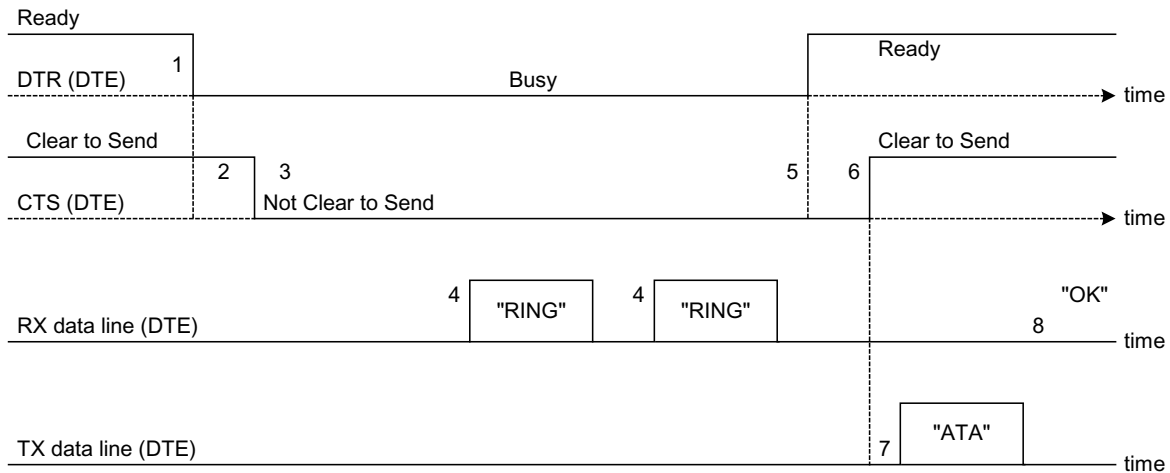 Ready
1
Ready
DTR (DTE)
Busy
time
Clear to Send
Clear to Send
2
3
5
6
CTS (DTE)
Not Clear to Send
time
4
"RING"
4
"RING"
"OK"
RX data line (DTE)
8
time
"ATA"
TX data line (DTE)
7
time